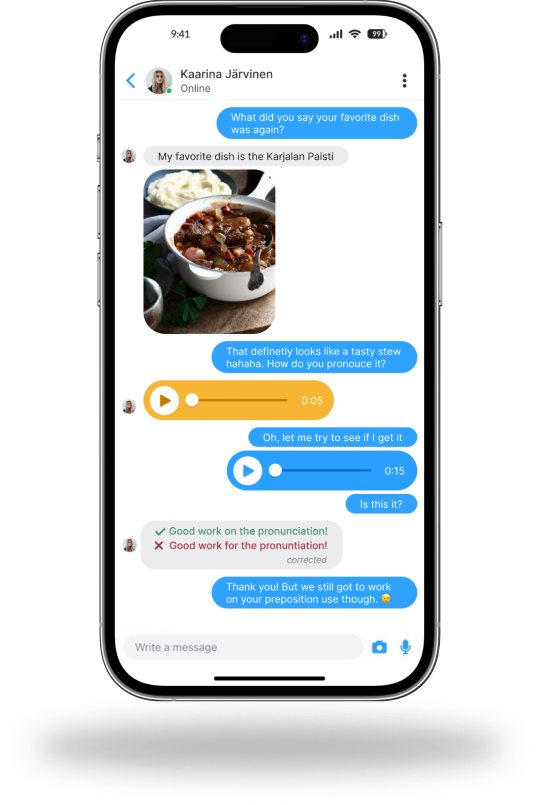 9:41
99
Kaarina Järvinen
Online
What did you say your favorite dish
was again?
My favorite dish is the Karjalan Paisti
That definetly looks like a tasty stew
hahaha. How do you pronouce it?
0:05
Oh, let me try to see if I get it
0:15
Is this it?
Good work on the pronunciation!
Good work for the pronuntiation!
corrected
Thank you! But we still got to work
on your preposition use though. 😉
Write a message